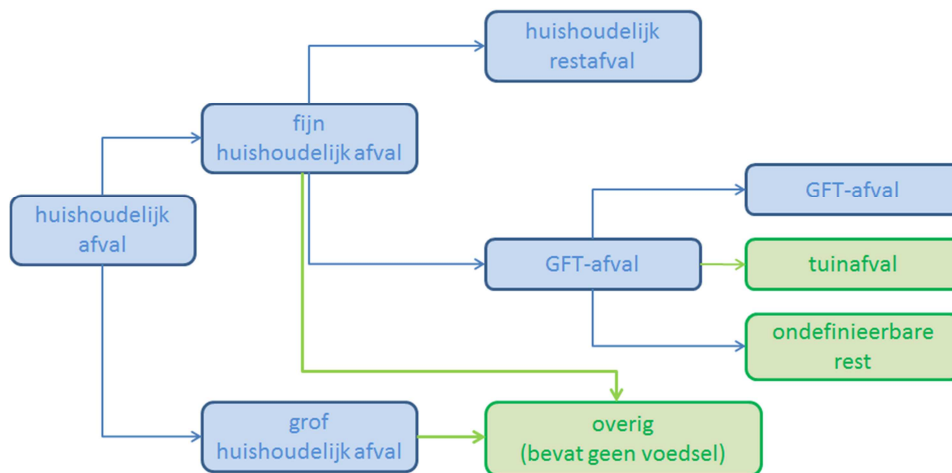 huishoudelijk
restafval
fijn
huishoudelijk afval
GFT-afval
huishoudelijk
afval
GFT-afval
tuinafval
ondefinieerbare
rest
grof
huishoudelijk afval
overig
(bevat geen voedsel)